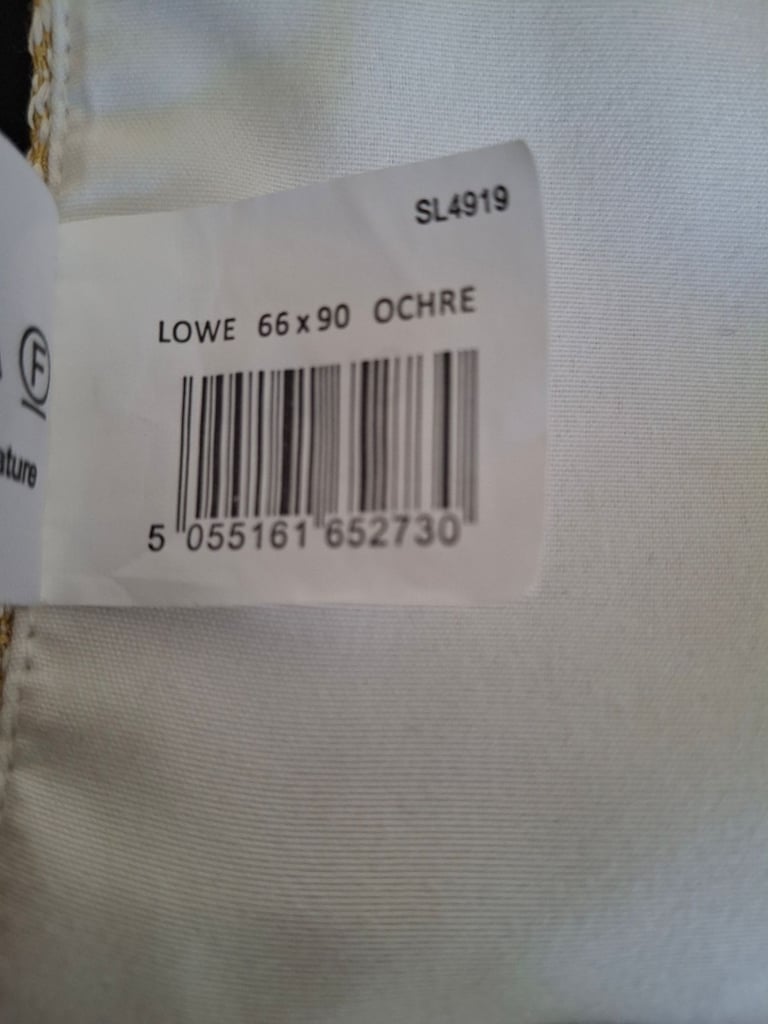 SL4919
LOWE 66 x 90 OCHRE
5 055161 652730
F
ature